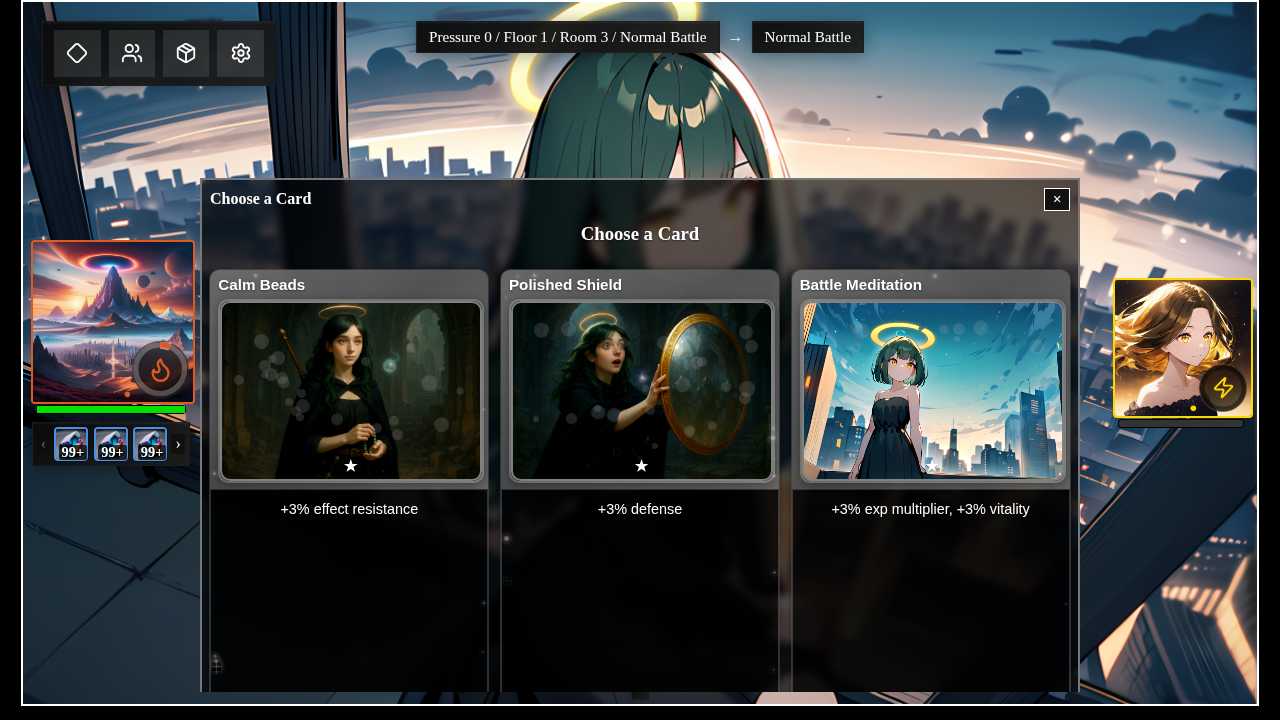 Pressure 0 / Floor 1 / Room 3 / Normal Battle → Normal Battle
Choose a Card ×
Choose a Card
Calm Beads
Polished Shield
Battle Meditation
★
★
★
+3% effect resistance
+3% defense
+3% exp multiplier, +3% vitality
‹ 99+ 99+ 99+ ›